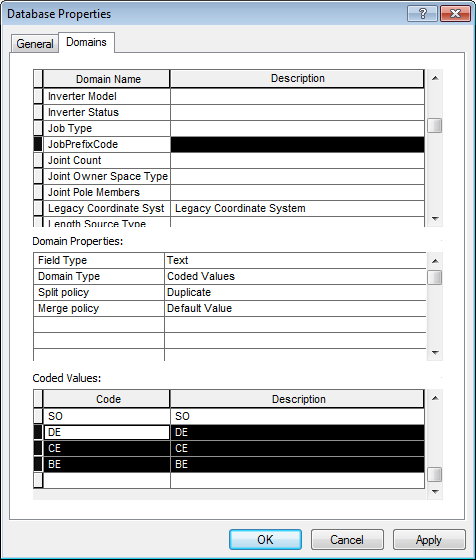 Database Properties
General Domains
Domain Name Description
Inverter Model
Inverter Status
Job Type
JobPrefixCode
Joint Count
Joint Owner Space Type
Joint Pole Members
Legacy Coordinate Syst Legacy Coordinate System
Length Source Type
Domain Properties:
Field Type Text
Domain Type Coded Values
Split policy Duplicate
Merge policy Default Value
Coded Values:
Code Description
SO SO
DE DE
CE CE
BE BE
OK Cancel Apply